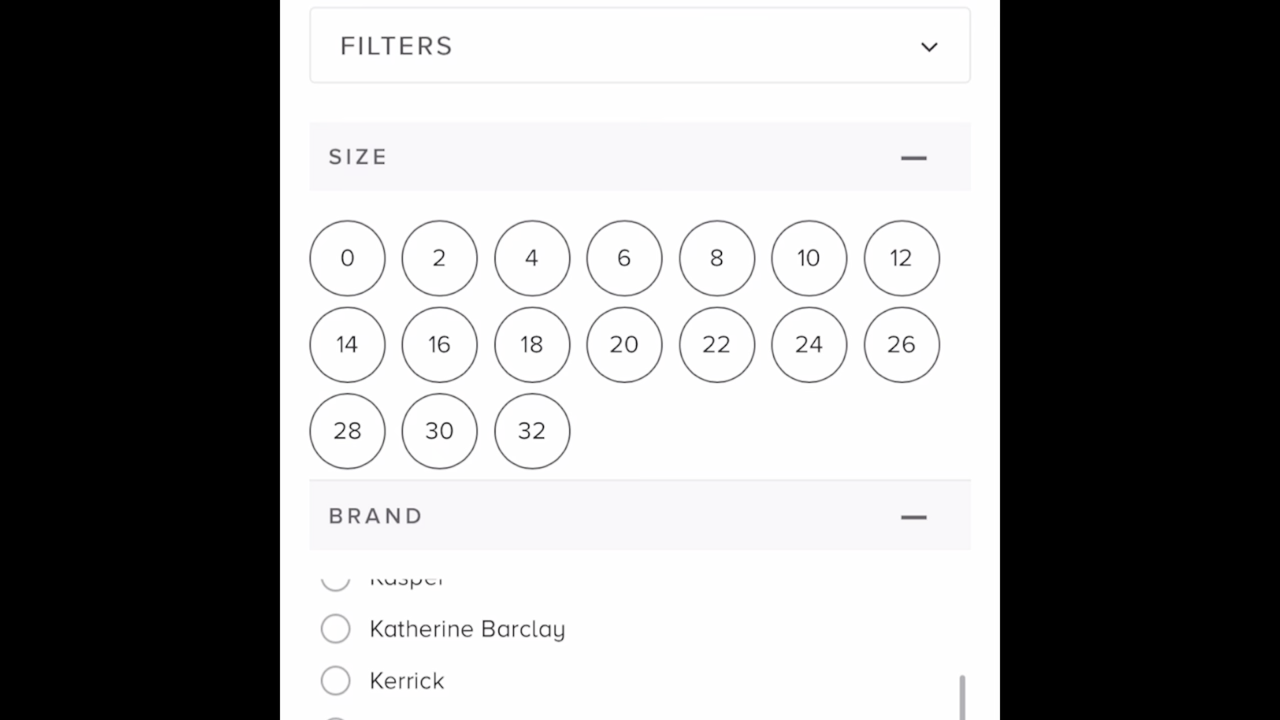 FILTERS
SIZE
0 2 4 6 8 10 12
14 16 18 20 22 24 26
28 30 32
BRAND
Kasper
Katherine Barclay
Kerrick